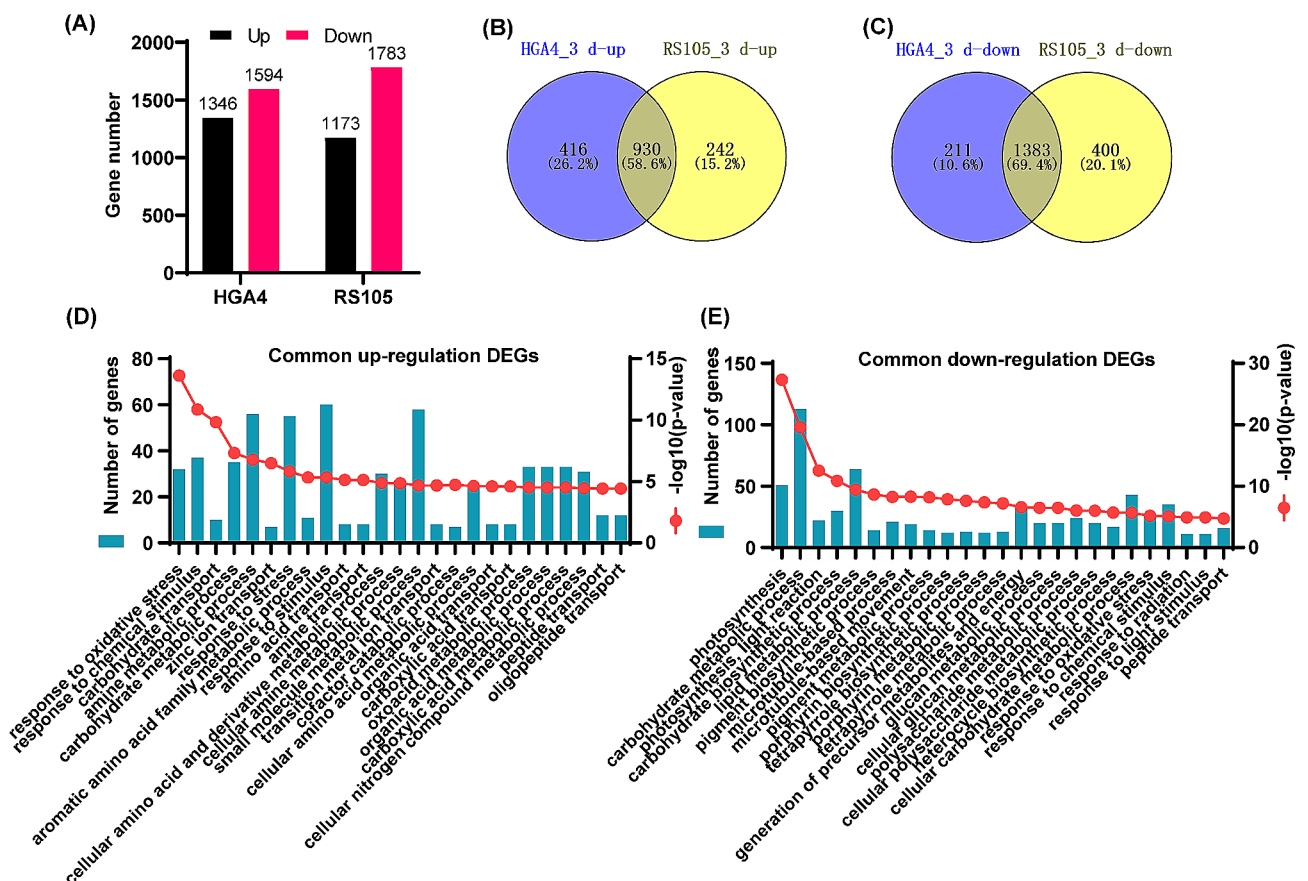 (A)
Up
Down
Gene number
2000
1500
1000
500
0
1346
1594
1173
1783
HGA4
RS105
(B)
HGA4_3 d-up
RS105_3 d-up
416
(26.2%)
930
(58.6%)
242
(15.2%)
(C)
HGA4_3 d-down
RS105_3 d-down
211
(10.6%)
1383
(69.4%)
400
(20.1%)
(D)
Common up-regulation DEGs
Number of genes
80
60
40
20
0
15
10
5
0
-log10(p-value)
response to oxidative stress
response to chemical stimulus
carbohydrate transport
amine metabolic process
carbohydrate metabolic process
zinc ion transport
response to stress
aromatic amino acid family metabolic process
response to stimulus
amino acid transport
amine transport
cellular amino acid and derivative metabolic process
cellular amine metabolic process
small molecule metabolic process
transition metal ion transport
cofactor catabolic process
cellular amino acid metabolic process
organic acid transport
carboxylic acid transport
oxoacid metabolic process
organic acid metabolic process
carboxylic acid metabolic process
cellular nitrogen compound metabolic process
peptide transport
oligopeptide transport
(E)
Common down-regulation DEGs
Number of genes
150
100
50
0
30
20
10
0
-log10(p-value)
photosynthesis
carbohydrate metabolic process
photosynthesis, light reaction
carbohydrate biosynthetic process
lipid metabolic process
pigment biosynthetic process
microtubule-based movement
pigment metabolic process
tetrapyrrole biosynthetic process
porphyrin biosynthetic process
tetrapyrrole metabolic process
porphyrin metabolic process
generation of precursor metabolites and energy
cellular glucan metabolic process
glucan metabolic process
polysaccharide metabolic process
cellular polysaccharide biosynthetic process
heterocycle metabolic process
cellular carbohydrate biosynthetic process
response to oxidative stress
response to chemical stimulus
response to radiation
response to light stimulus
peptide transport